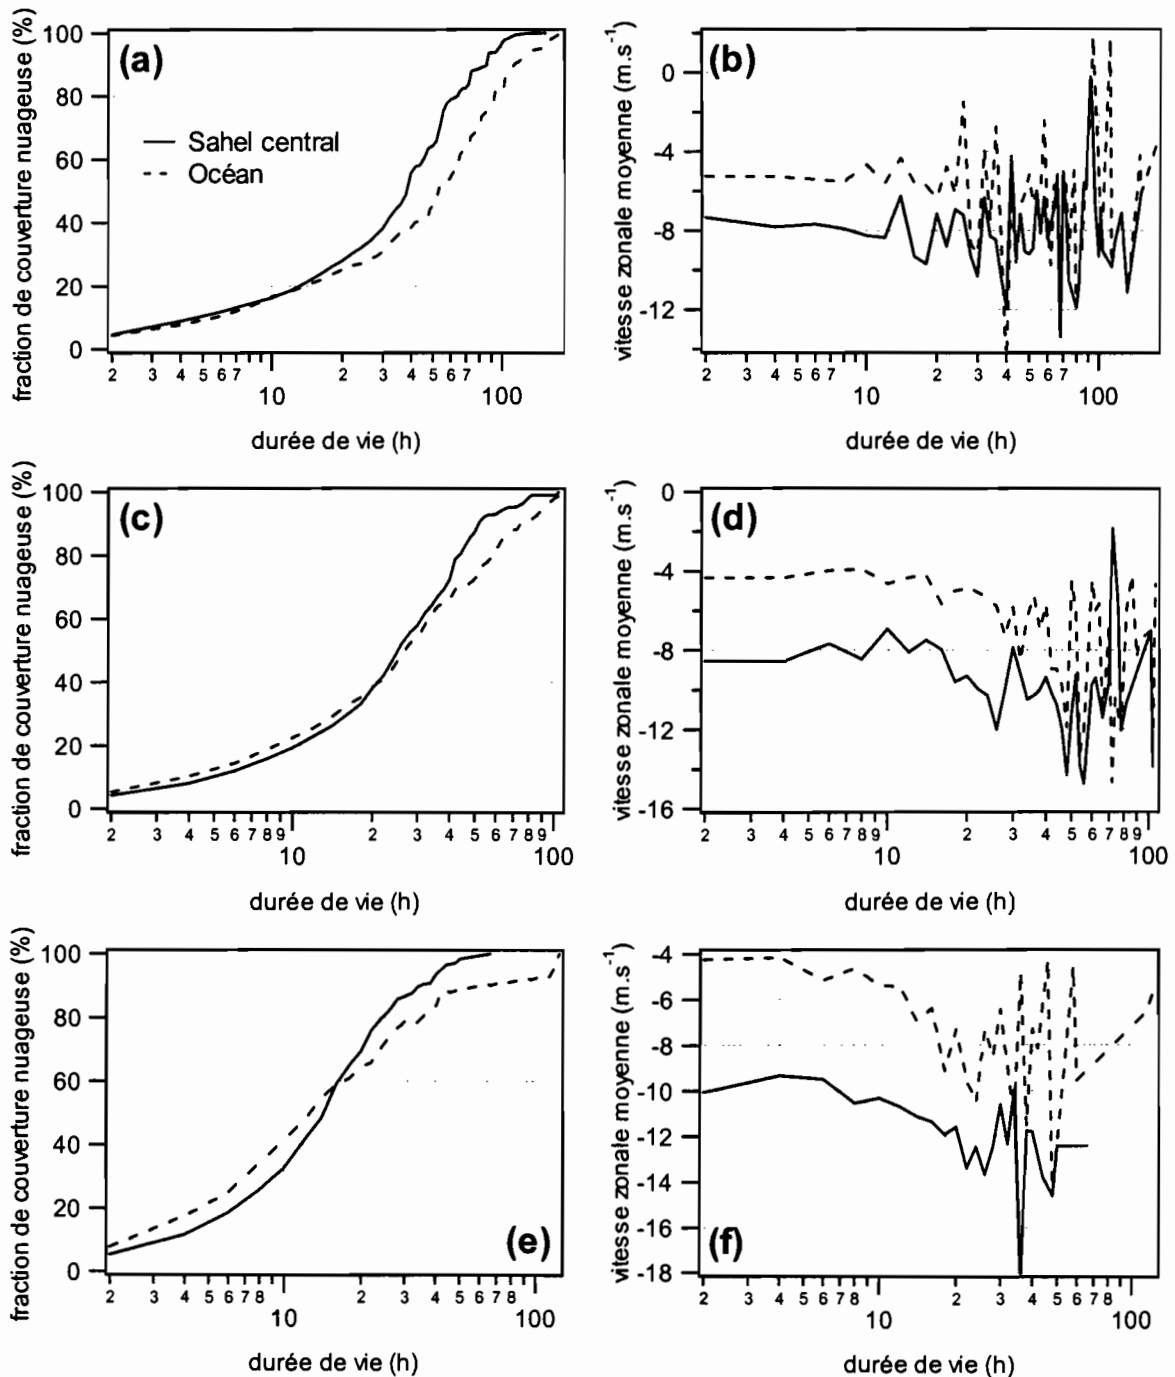 fraction de couverture nuageuse (%)
100
80
60
40
20
0
(a)
Sahel central
Océan
2 3 4 5 6 7 2 3 4 5 6 7
10 100
durée de vie (h)
vitesse zonale moyenne (m.s⁻¹)
0
-4
-8
-12
(b)
2 3 4 5 6 7 2 3 4 5 6 7
10 100
durée de vie (h)
fraction de couverture nuageuse (%)
100
80
60
40
20
0
(c)
2 3 4 5 6 7 8 9 2 3 4 5 6 7 8 9
10 100
durée de vie (h)
vitesse zonale moyenne (m.s⁻¹)
0
-4
-8
-12
-16
(d)
2 3 4 5 6 7 8 9 2 3 4 5 6 7 8 9
10 100
durée de vie (h)
fraction de couverture nuageuse (%)
100
80
60
40
20
0
(e)
2 3 4 5 6 7 8 2 3 4 5 6 7 8
10 100
durée de vie (h)
vitesse zonale moyenne (m.s⁻¹)
-4
-6
-8
-10
-12
-14
-16
-18
(f)
2 3 4 5 6 7 8 2 3 4 5 6 7 8
10 100
durée de vie (h)